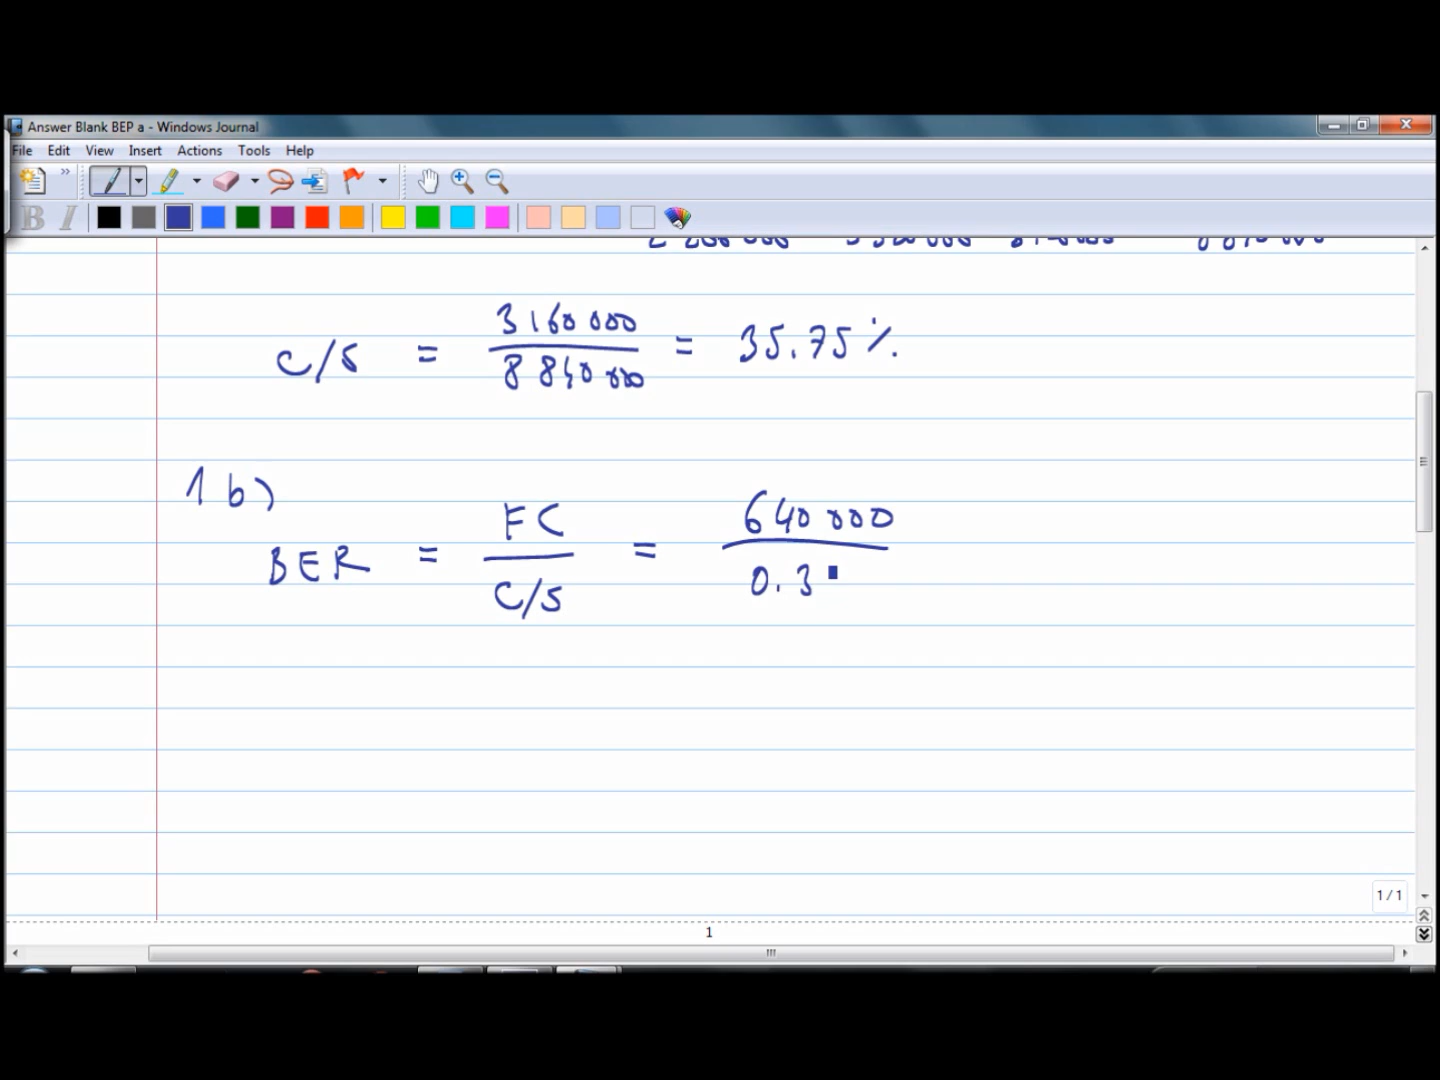 Answer Blank BEP a - Windows Journal
File Edit View Insert Actions Tools Help
B I
C/S = 3 160 000 / 8 840 000 = 35.75 %
1 b)
BER = FC / C/S = 640 000 / 0.3
1 / 1
1